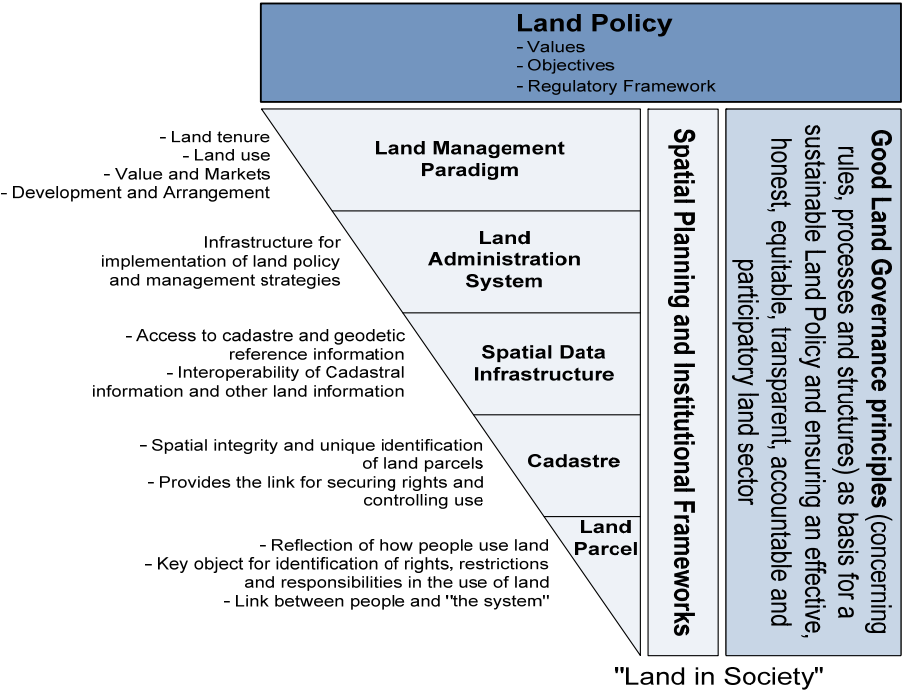 Land Policy
- Values
- Objectives
- Regulatory Framework
- Land tenure
- Land use
- Value and Markets
- Development and Arrangement
Land Management
Paradigm
Infrastructure for
implementation of land policy
and management strategies
Land
Administration
System
- Access to cadastre and geodetic
reference information
- Interoperability of Cadastral
information and other land information
Spatial Data
Infrastructure
- Spatial integrity and unique identification
of land parcels
- Provides the link for securing rights and
controlling use
Cadastre
- Reflection of how people use land
- Key object for identification of rights, restrictions
and responsibilities in the use of land
- Link between people and "the system"
Land
Parcel
Spatial Planning and Institutional Frameworks
Good Land Governance principles (concerning
rules, processes and structures) as basis for a
sustainable Land Policy and ensuring an effective,
honest, equitable, transparent, accountable and
participatory land sector
"Land in Society"